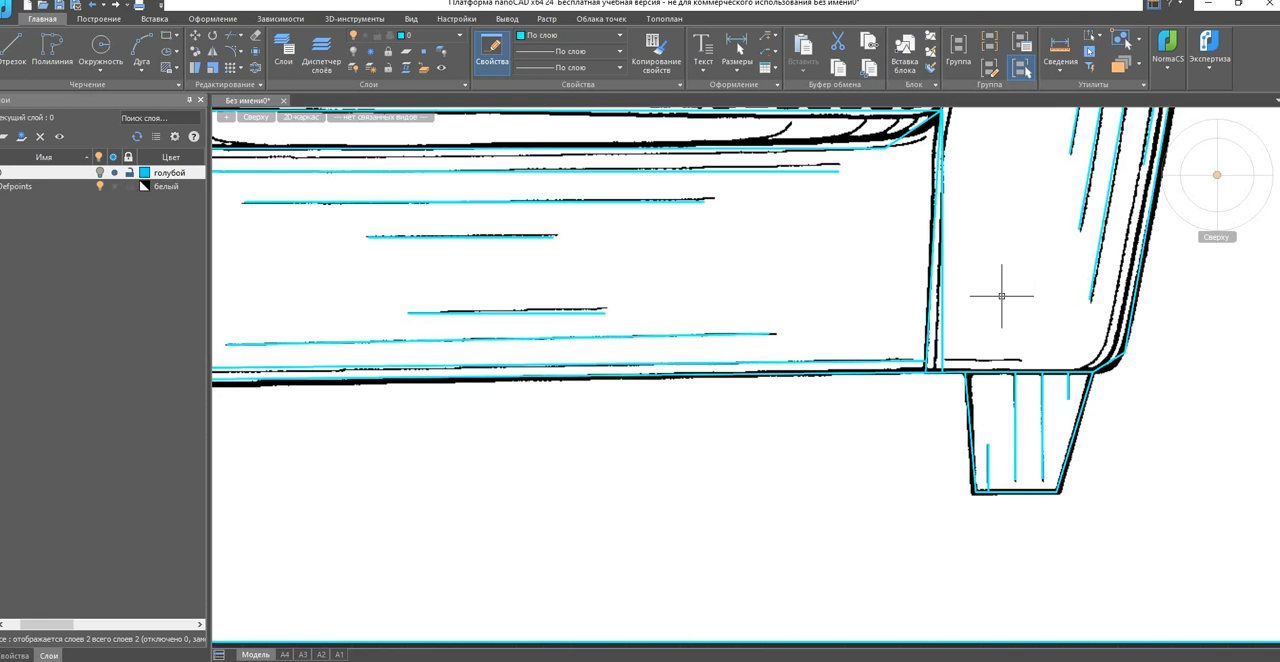 Платформа nanoCAD x64 24 Бесплатная учебная версия - не для коммерческого использования Без имени0*
Главная Построение Вставка Оформление Зависимости 3D-инструменты Вид Настройки Вывод Растр Облака точек Топоплан
0
По слою
По слою
По слою
Отрезок Полилиния Окружность Дуга Слои Диспетчер слоёв Свойства Копирование свойств Текст Размеры Вставить Вставка блока Группа Сведения NormaCS Экспертиза
Черчение Редактирование Слои Свойства Оформление Буфер обмена Блок Группа Утилиты
Без имени0*
екущий слой : 0 Поиск слоя...
+ Сверху 2D-каркас --- нет связанных видов ---
Имя Цвет
0 голубой
Defpoints белый
Сверху
се : отображается слоев 2 всего слоев 2 (отключено 0, зам
войства Слои
Модель A4 A3 A2 A1